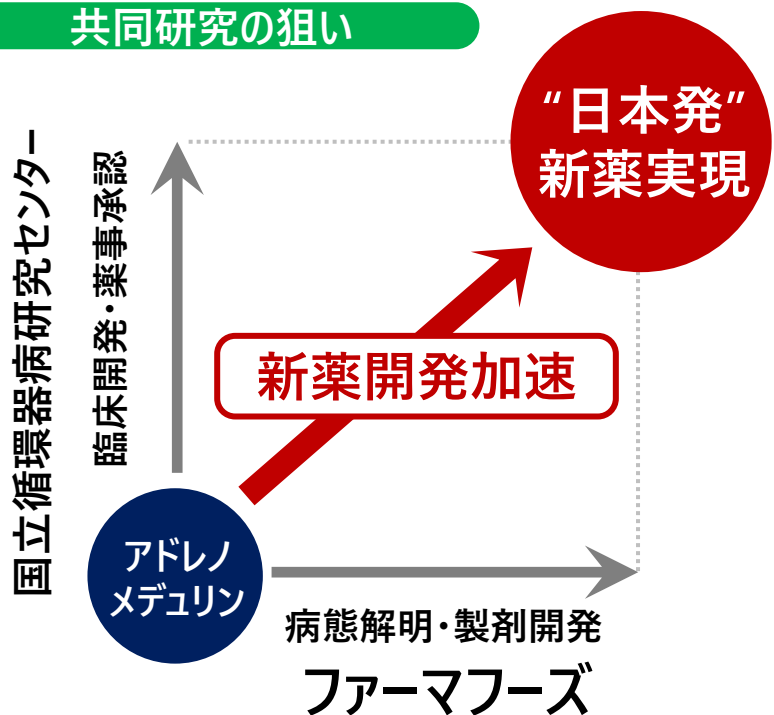 共同研究の狙い
“日本発”
新薬実現
国立循環器病研究センター
臨床開発・薬事承認
新薬開発加速
アドレノ
メデュリン
病態解明・製剤開発
ファーマフーズ